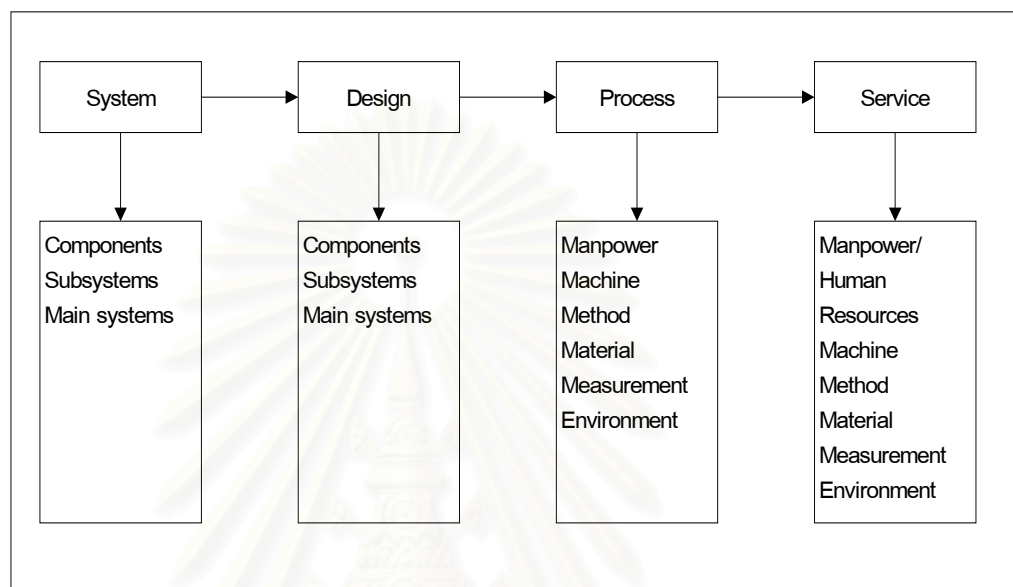 System
Design
Process
Service
Components
Subsystems
Main systems
Components
Subsystems
Main systems
Manpower
Machine
Method
Material
Measurement
Environment
Manpower/
Human
Resources
Machine
Method
Material
Measurement
Environment